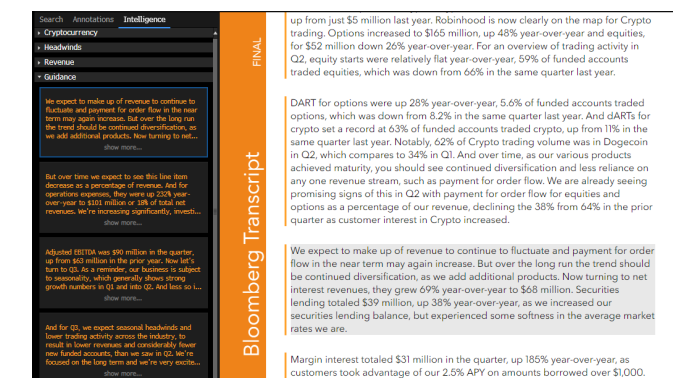 Search Annotations Intelligence
Cryptocurrency
Headwinds
Revenue
Guidance
We expect to make up of revenue to continue to
fluctuate and payment for order flow in the near
term may again increase. But over the long run
the trend should be continued diversification, as
we add additional products. Now turning to net...
show more...
But over time we expect to see this line item
decrease as a percentage of revenue. And for
operations expenses, they were up 232% year-
over-year to $101 million or 18% of total net
revenues. We're increasing significantly, investi...
show more...
Adjusted EBITDA was $90 million in the quarter,
up from $63 million in the prior year. Now let's
turn to Q3. As a reminder, our business is subject
to seasonality, which generally shows strong
growth numbers in Q1 and into Q2. And less so i...
show more...
And for Q3, we expect seasonal headwinds and
lower trading activity across the industry, to
result in lower revenues and considerably fewer
new funded accounts, than we saw in Q2. We're
focused on the long term and we're very excite...
show more...
FINAL
Bloomberg Transcript
up from just $5 million last year. Robinhood is now clearly on the map for Crypto
trading. Options increased to $165 million, up 48% year-over-year and equities,
for $52 million down 26% year-over-year. For an overview of trading activity in
Q2, equity starts were relatively flat year-over-year, 59% of funded accounts
traded equities, which was down from 66% in the same quarter last year.
DART for options were up 28% year-over-year, 5.6% of funded accounts traded
options, which was down from 8.2% in the same quarter last year. And dARTs for
crypto set a record at 63% of funded accounts traded crypto, up from 11% in the
same quarter last year. Notably, 62% of Crypto trading volume was in Dogecoin
in Q2, which compares to 34% in Q1. And over time, as our various products
achieved maturity, you should see continued diversification and less reliance on
any one revenue stream, such as payment for order flow. We are already seeing
promising signs of this in Q2 with payment for order flow for equities and
options as a percentage of our revenue, declining the 38% from 64% in the prior
quarter as customer interest in Crypto increased.
We expect to make up of revenue to continue to fluctuate and payment for order
flow in the near term may again increase. But over the long run the trend should
be continued diversification, as we add additional products. Now turning to net
interest revenues, they grew 69% year-over-year to $68 million. Securities
lending totaled $39 million, up 38% year-over-year, as we increased our
securities lending balance, but experienced some softness in the average market
rates we are.
Margin interest totaled $31 million in the quarter, up 185% year-over-year, as
customers took advantage of our 2.5% APY on amounts borrowed over $1,000.